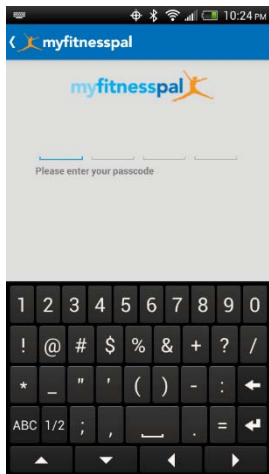 10:24 PM
myfitnesspal
myfitnesspal
Please enter your passcode
1 2 3 4 5 6 7 8 9 0
! @ # $ % & + ? /
* _ " ' ( ) - :
ABC 1/2 ; , . =